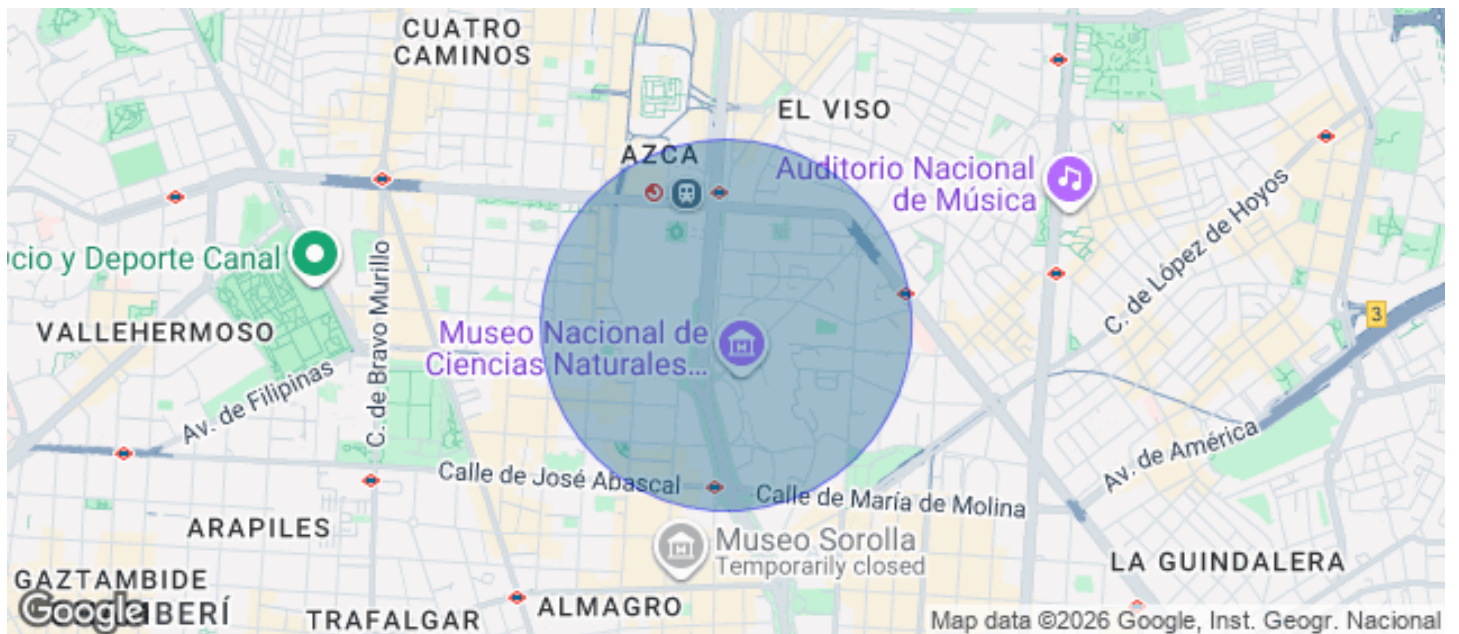 CUATRO
CAMINOS
EL VISO
AZCA
Auditorio Nacional
de Música
C. de López de Hoyos
cio y Deporte Canal
C. de Bravo Murillo
3
VALLEHERMOSO
Museo Nacional de
Ciencias Naturales...
Av. de Filipinas
Av. de América
Calle de José Abascal
Calle de María de Molina
ARAPILES
Museo Sorolla
Temporarily closed
LA GUINDALERA
GAZTAMBIDE
Google
IBERÍ
TRAFALGAR
ALMAGRO
Map data ©2026 Google, Inst. Geogr. Nacional